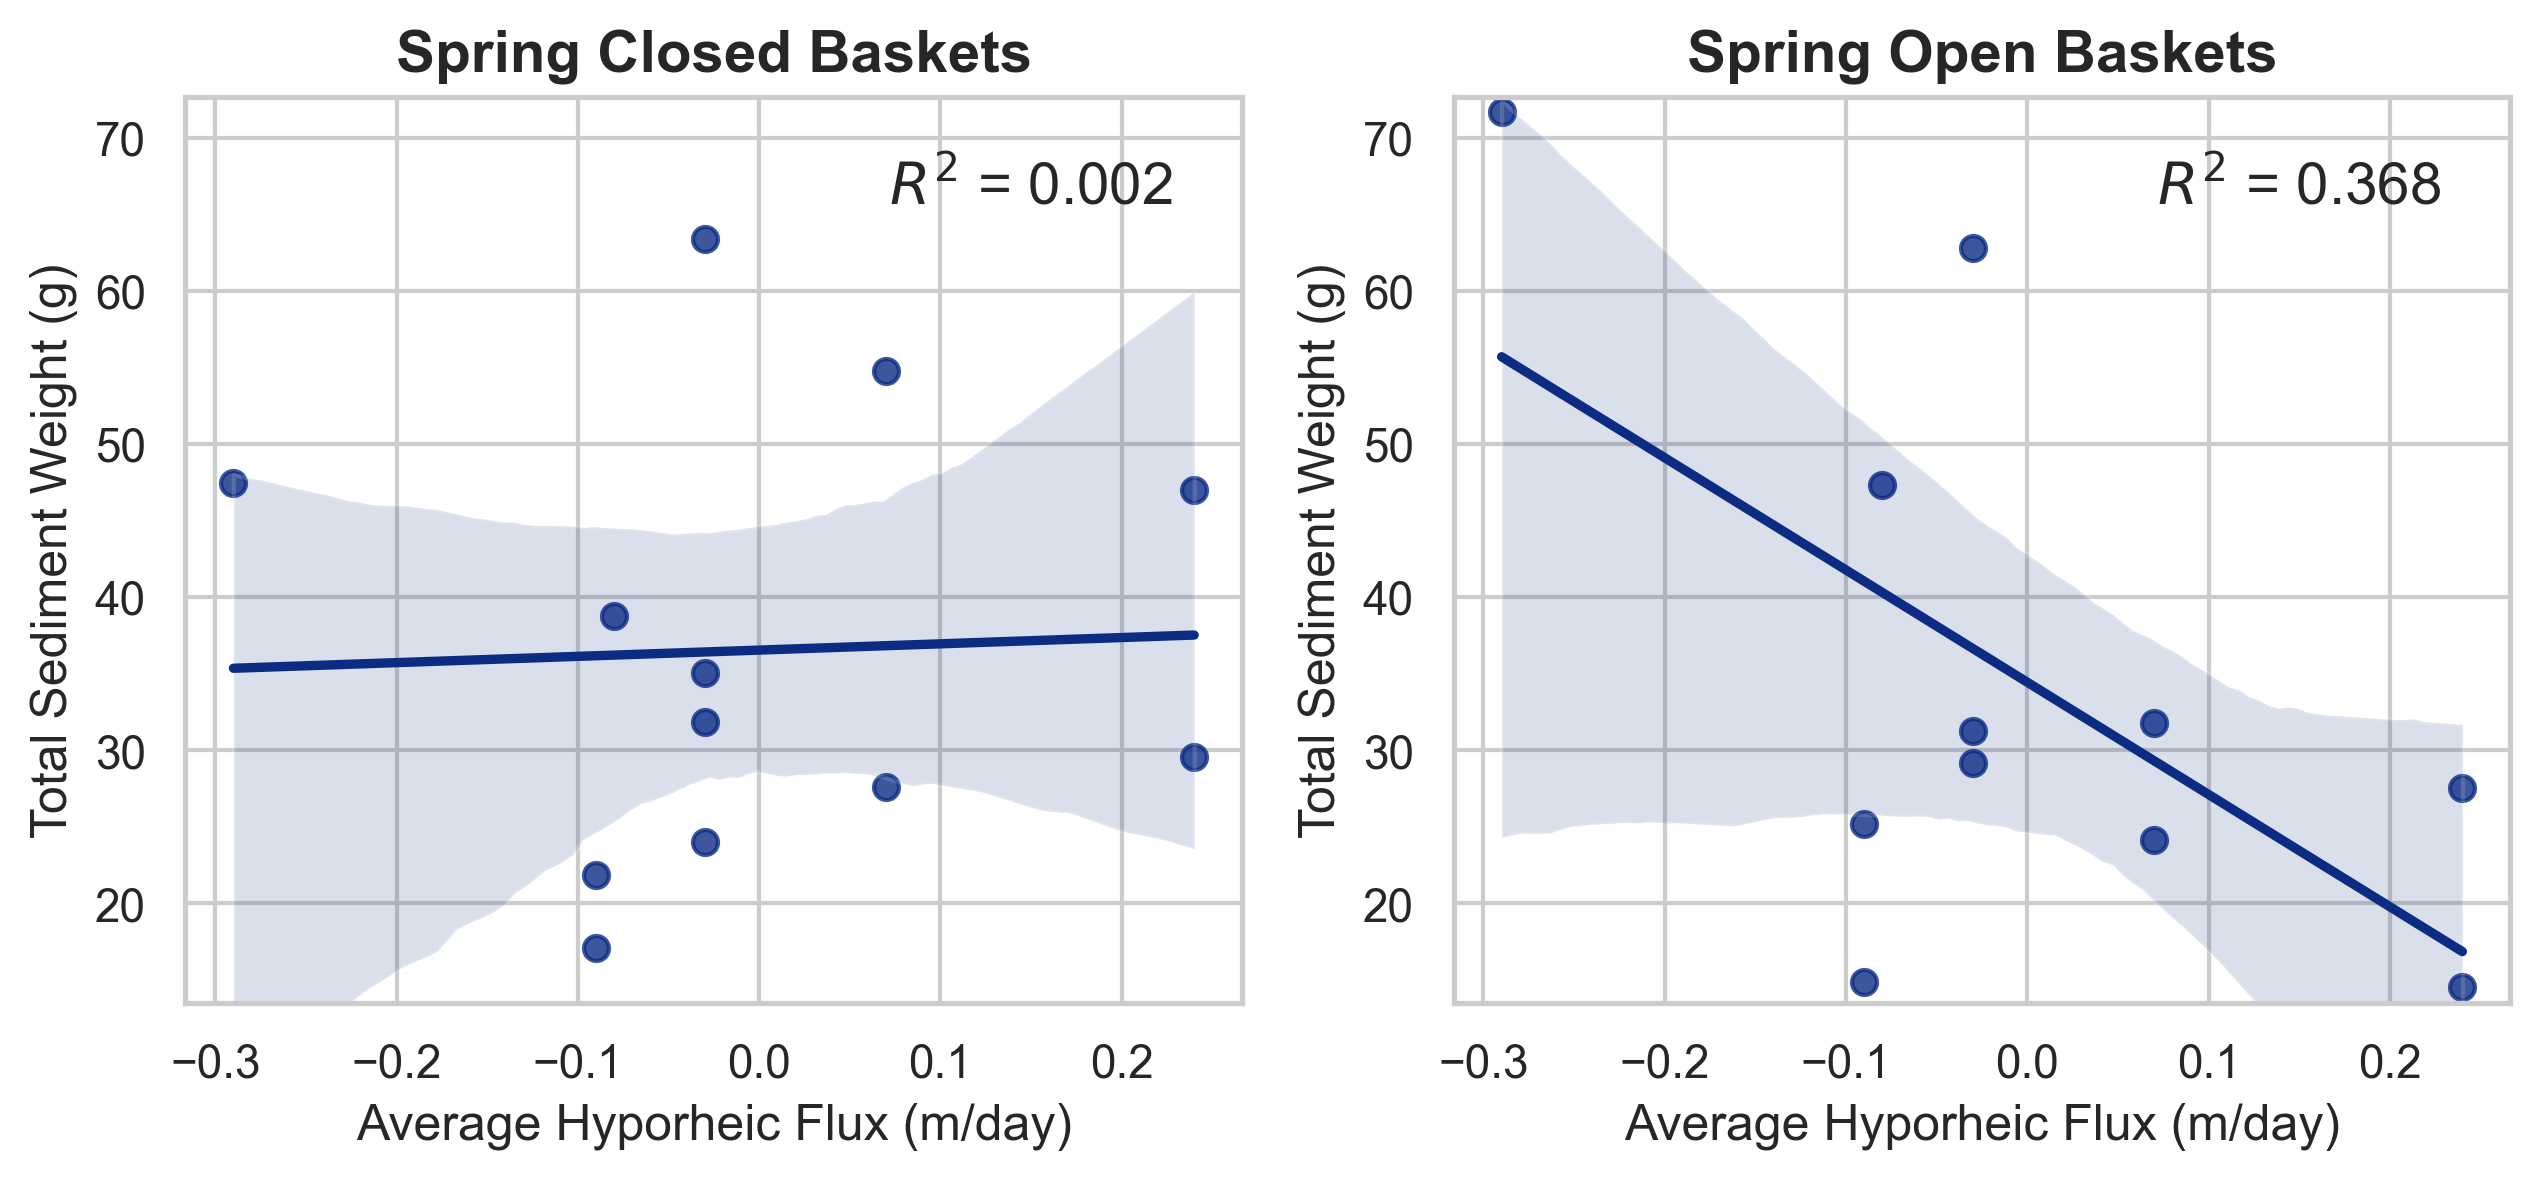 Spring Closed Baskets
R² = 0.002
Total Sediment Weight (g)
70
60
50
40
30
20
−0.3 −0.2 −0.1 0.0 0.1 0.2
Average Hyporheic Flux (m/day)
Spring Open Baskets
R² = 0.368
Total Sediment Weight (g)
70
60
50
40
30
20
−0.3 −0.2 −0.1 0.0 0.1 0.2
Average Hyporheic Flux (m/day)